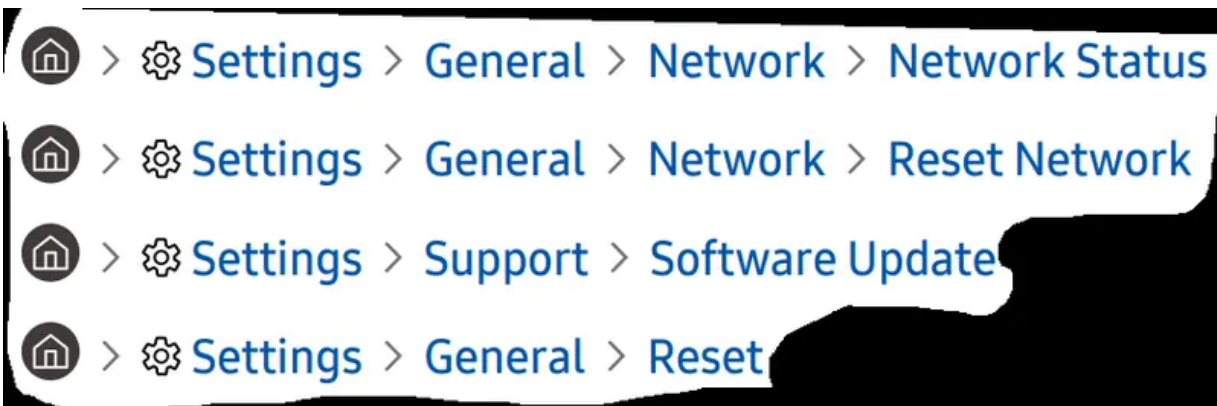 > Settings > General > Network > Network Status
> Settings > General > Network > Reset Network
> Settings > Support > Software Update
> Settings > General > Reset